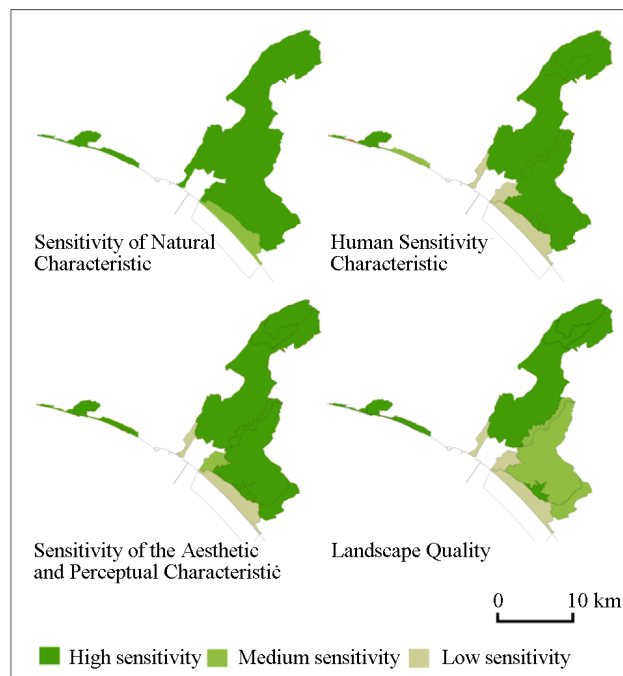 Sensitivity of Natural
Characteristic
Human Sensitivity
Characteristic
Sensitivity of the Aesthetic
and Perceptual Characteristic
Landscape Quality
0 10 km
High sensitivity Medium sensitivity Low sensitivity